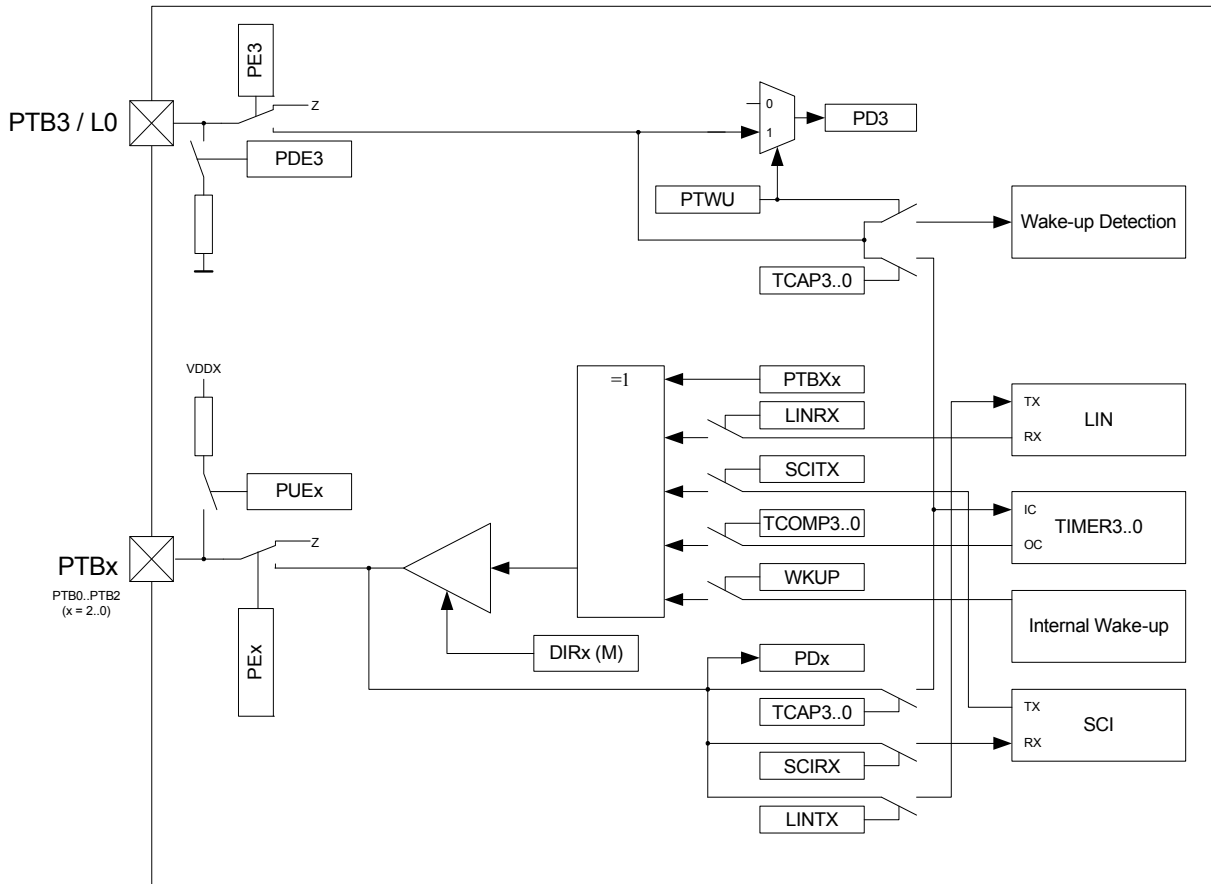 PE3
Z
PTB3 / L0
0
1
PD3
PDE3
PTWU
Wake-up Detection
TCAP3..0
VDDX
=1
PTBXx
LINRX
TX
LIN
RX
SCITX
PUEx
IC
TIMER3..0
OC
TCOMP3..0
Z
PTBx
PTB0..PTB2
(x = 2..0)
WKUP
Internal Wake-up
DIRx (M)
PDx
PEx
TCAP3..0
TX
SCI
RX
SCIRX
LINTX